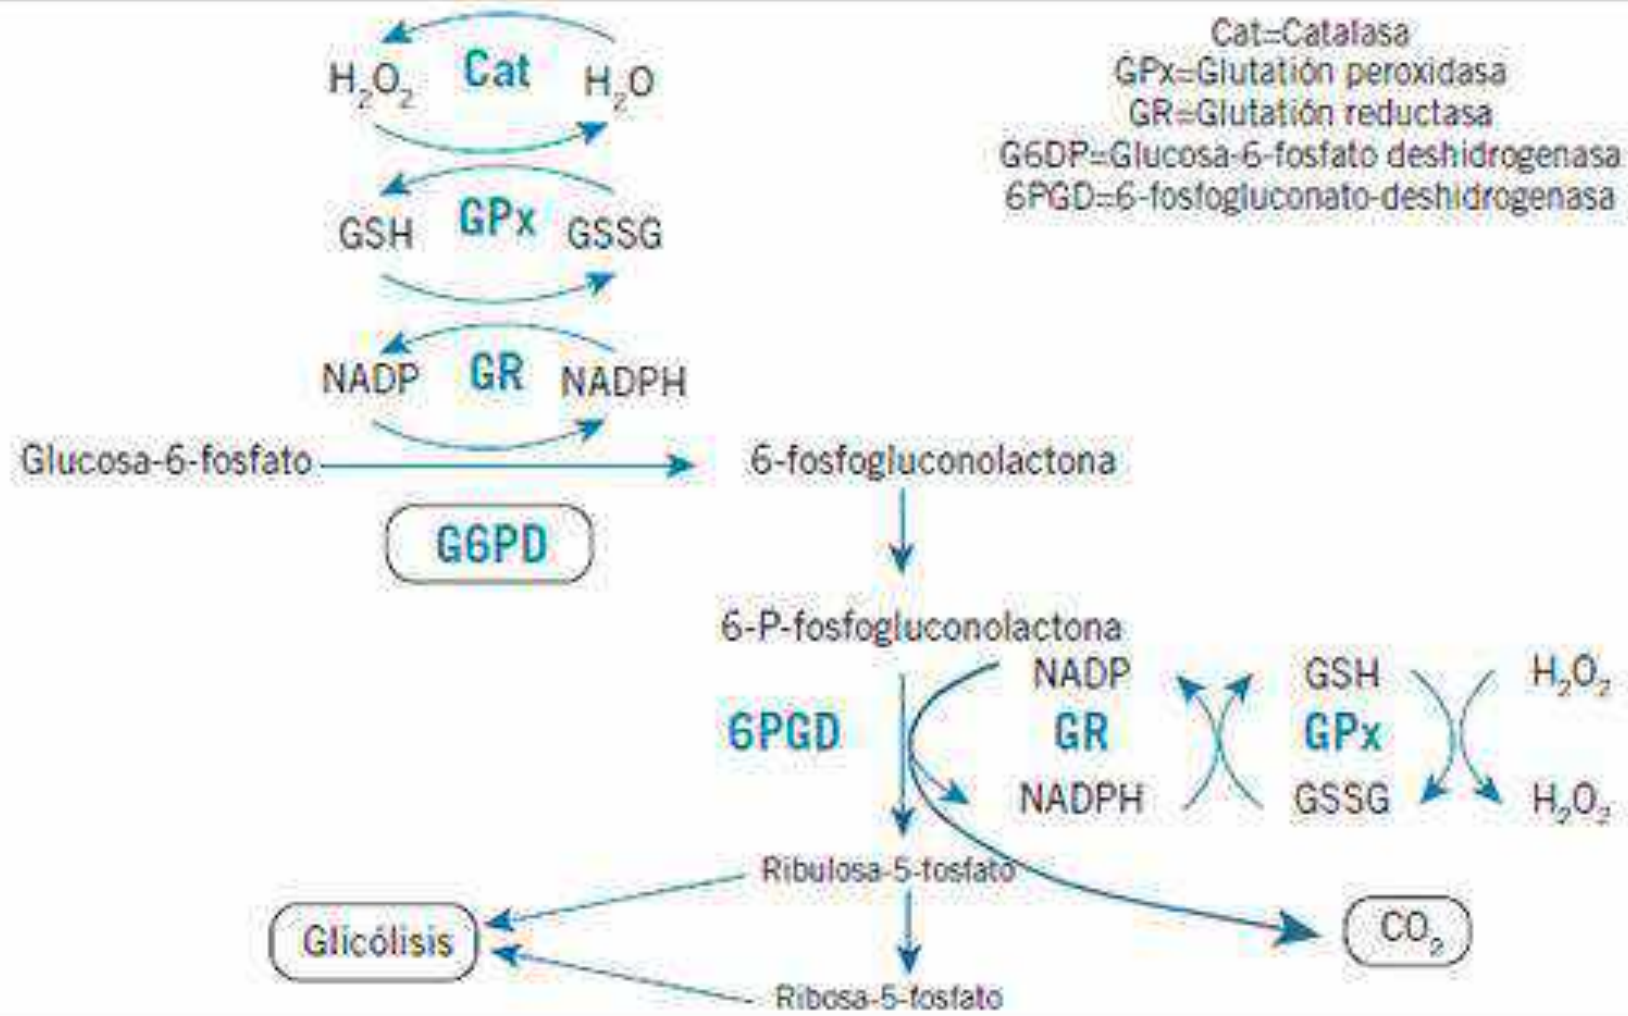 Cat=Catalasa
GPx=Glutatión peroxidasa
GR=Glutatión reductasa
G6DP=Glucosa-6-fosfato deshidrogenasa
6PGD=6-fosfogluconato-deshidrogenasa
H₂O₂ Cat H₂O
GSH GPx GSSG
NADP GR NADPH
Glucosa-6-fosfato 6-fosfogluconolactona
G6PD
6-P-fosfogluconolactona
NADP GSH H₂O₂
6PGD GR GPx
NADPH GSSG H₂O₂
Ribulosa-5-fosfato
Glicólisis CO₂
Ribosa-5-fosfato